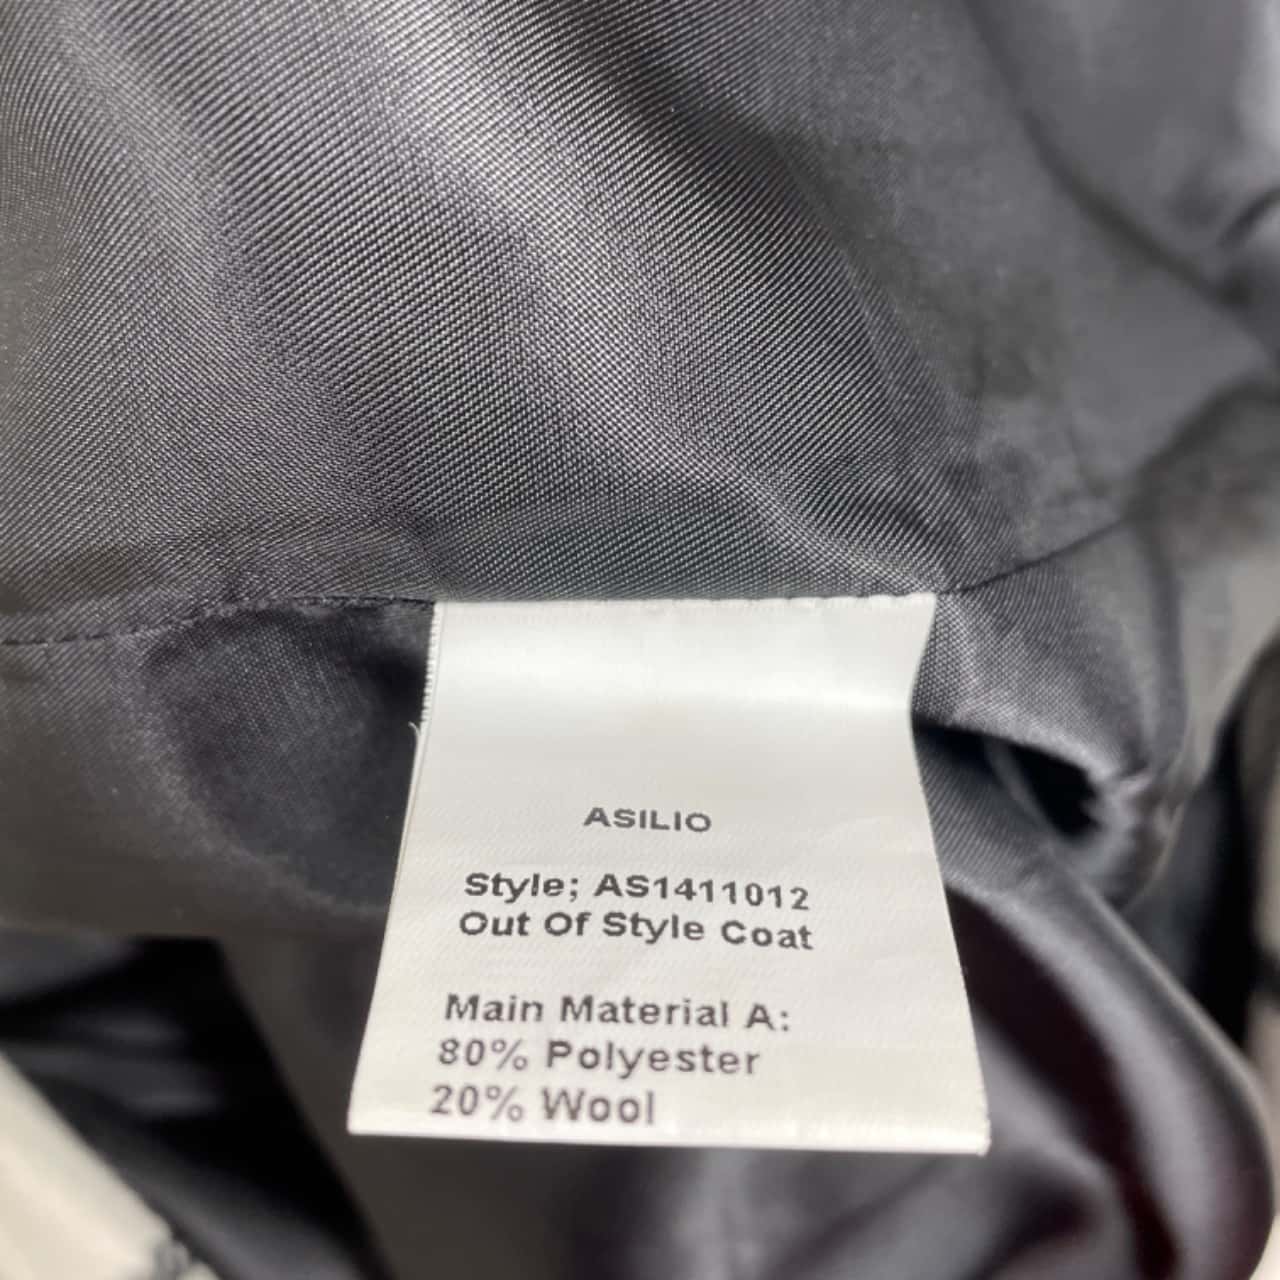 ASILIO
Style; AS1411012
Out Of Style Coat
Main Material A:
80% Polyester
20% Wool